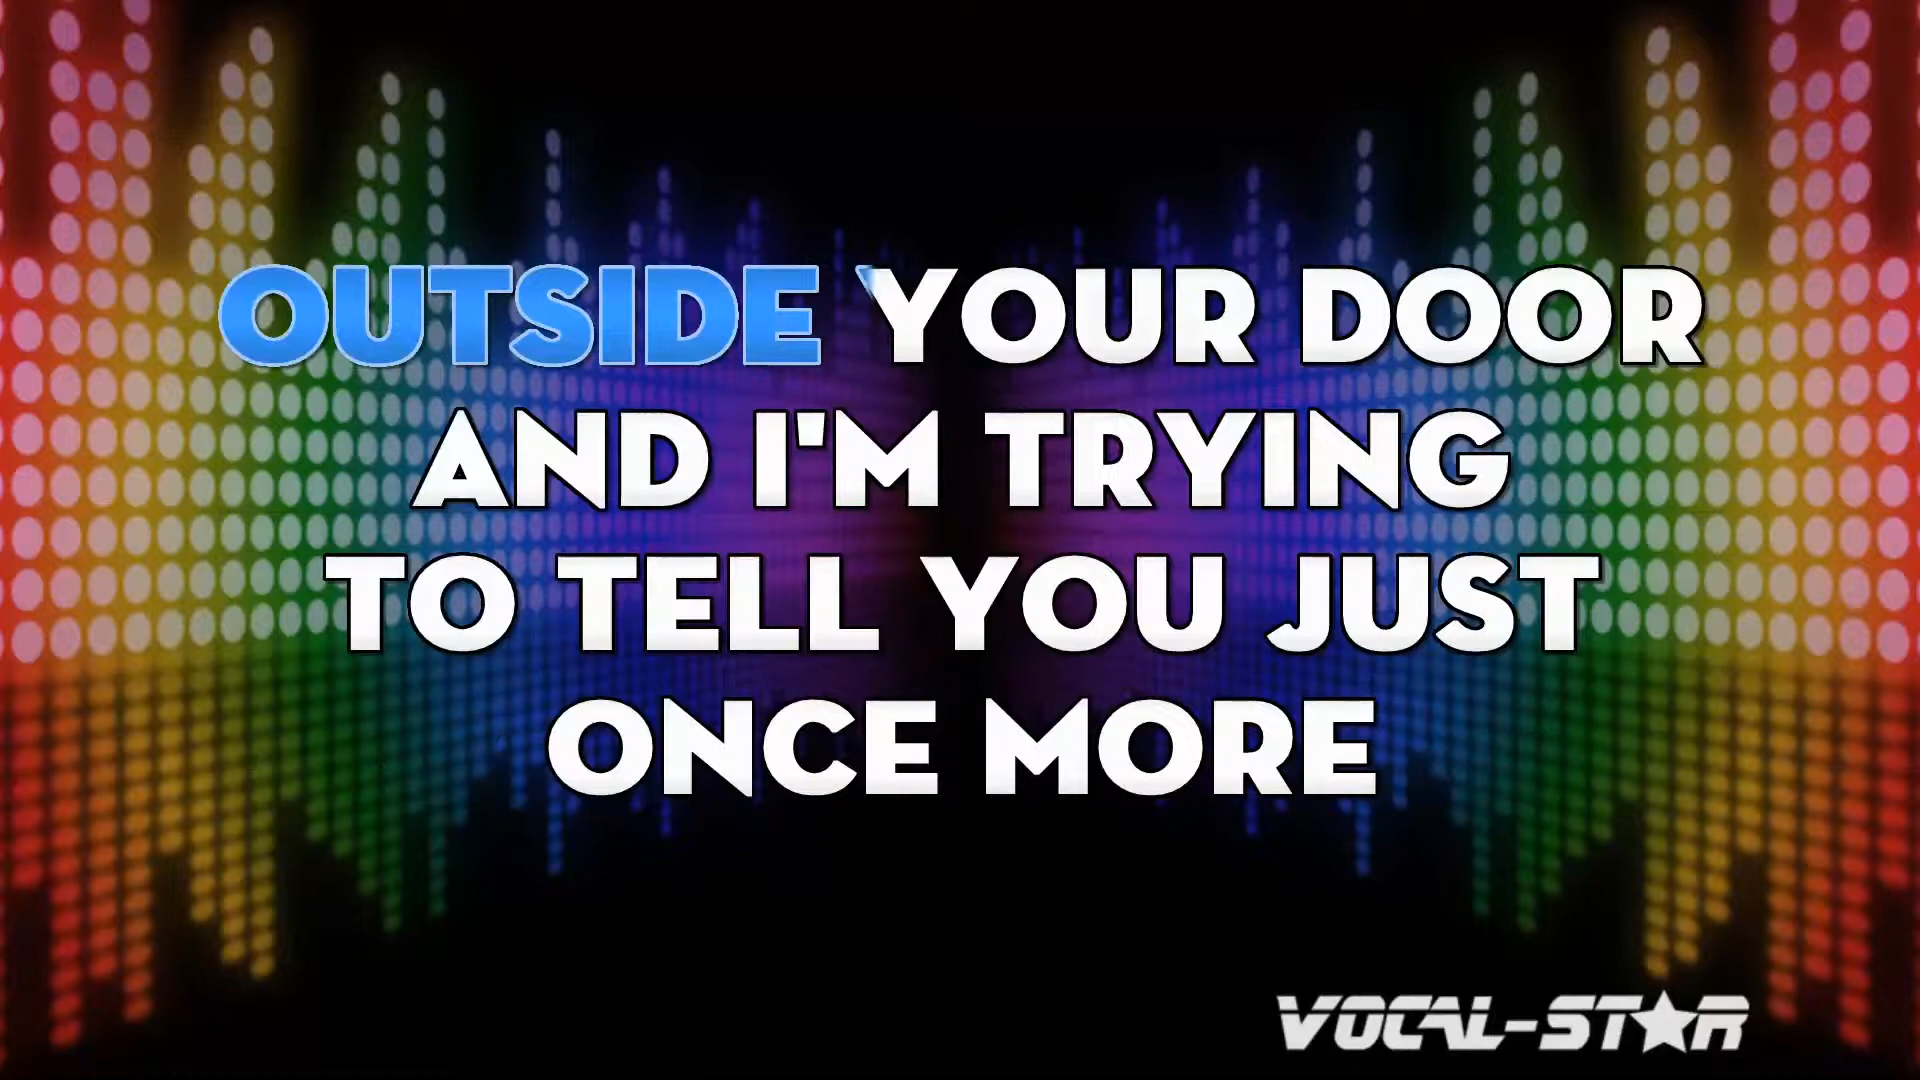 OUTSIDE YOUR DOOR
AND I'M TRYING
TO TELL YOU JUST
ONCE MORE
VOCAL-STAR